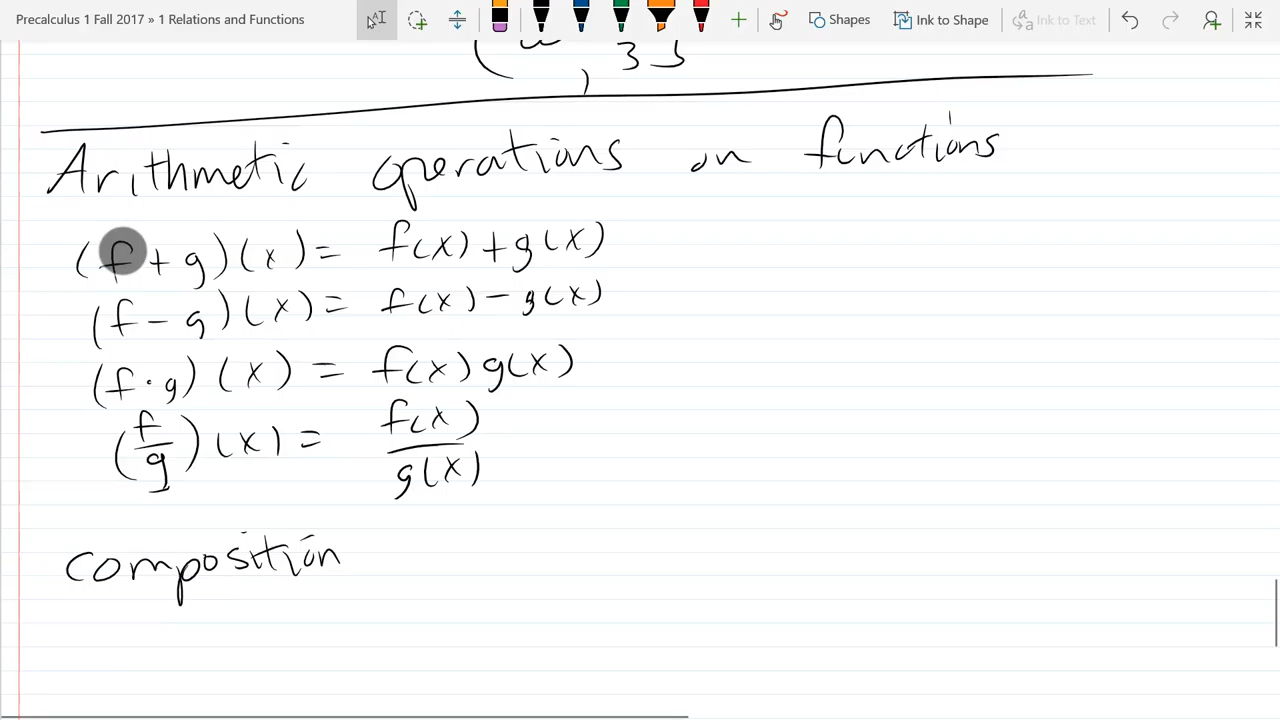 Precalculus 1 Fall 2017 » 1 Relations and Functions
Shapes
Ink to Shape
Ink to Text
, 3 }
Arithmetic operations on functions
(f + g)(x) = f(x) + g(x)
(f - g)(x) = f(x) - g(x)
(f · g)(x) = f(x) g(x)
(f/g)(x) = f(x)/g(x)
composition